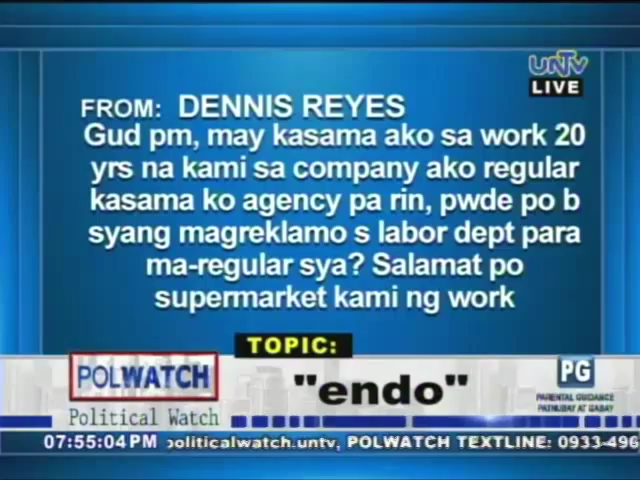 UNTV
LIVE
FROM: DENNIS REYES
Gud pm, may kasama ako sa work 20
yrs na kami sa company ako regular
kasama ko agency pa rin, pwde po b
syang magreklamo s labor dept para
ma-regular sya? Salamat po
supermarket kami ng work
TOPIC:
"endo"
POLWATCH
Political Watch
PG
PARENTAL GUIDANCE
PATNUBAY AT GABAY
07:55:04 PM politicalwatch.untv, POLWATCH TEXTLINE: 0933-496